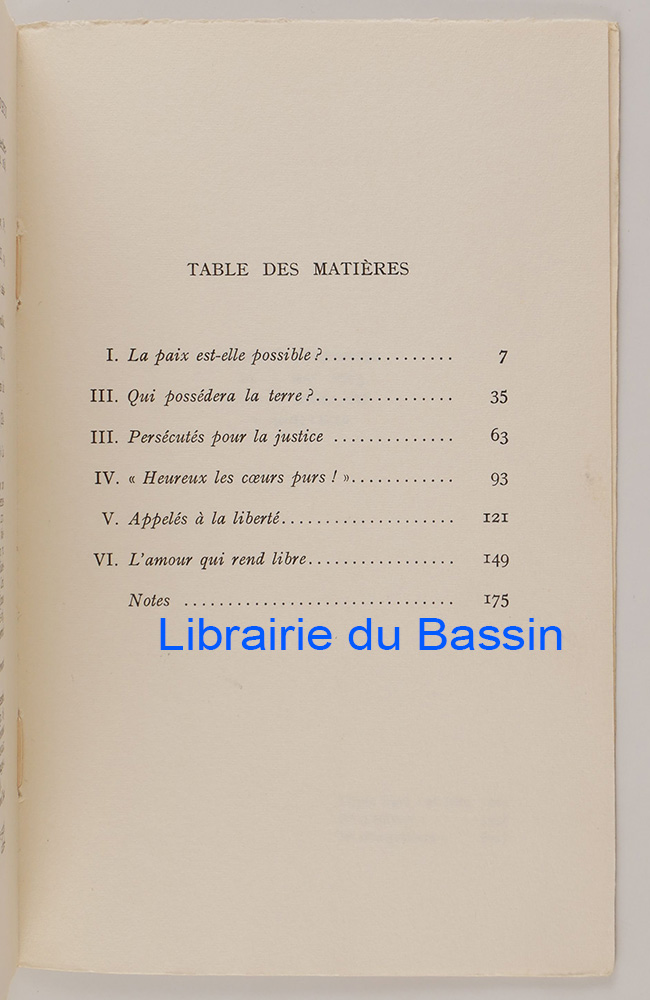 TABLE DES MATIÈRES
I. La paix est-elle possible ?............... 7
III. Qui possédera la terre ?................ 35
III. Persécutés pour la justice .............. 63
IV. « Heureux les cœurs purs ! »............ 93
V. Appelés à la liberté.................... 121
VI. L'amour qui rend libre................. 149
Notes ............................... 175
Librairie du Bassin